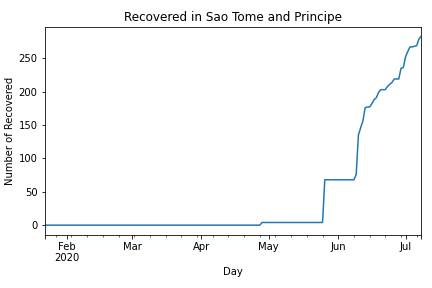 Recovered in Sao Tome and Principe
Number of Recovered
250
200
150
100
50
0
Feb Mar Apr May Jun Jul
2020
Day